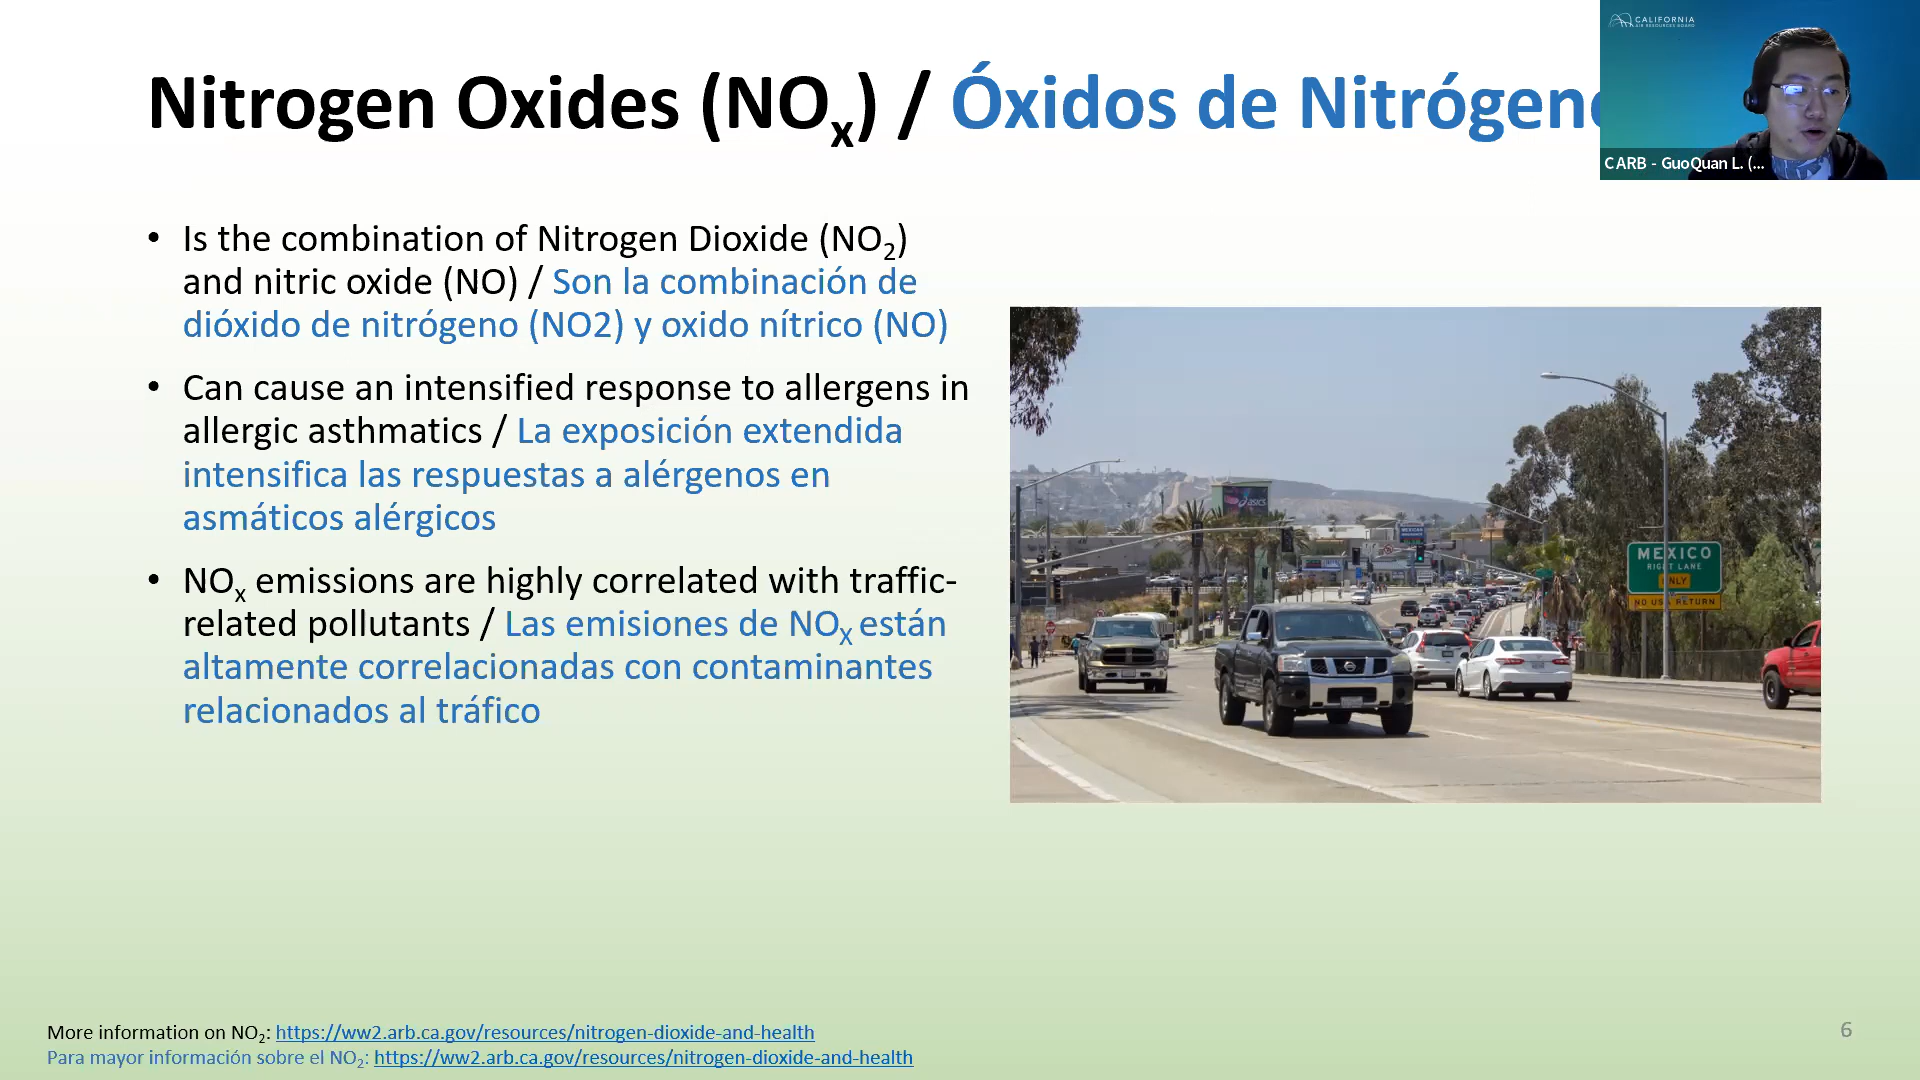 CALIFORNIA
AIR RESOURCES BOARD
Nitrogen Oxides (NOx) / Óxidos de Nitrógeno
CARB - GuoQuan L. (...
• Is the combination of Nitrogen Dioxide (NO2)
and nitric oxide (NO) / Son la combinación de
dióxido de nitrógeno (NO2) y oxido nítrico (NO)
• Can cause an intensified response to allergens in
allergic asthmatics / La exposición extendida
intensifica las respuestas a alérgenos en
asmáticos alérgicos
• NOx emissions are highly correlated with traffic-
related pollutants / Las emisiones de NOX están
altamente correlacionadas con contaminantes
relacionados al tráfico
asics
MEXICO
RIGHT LANE
ONLY
NO USA RETURN
More information on NO2: https://ww2.arb.ca.gov/resources/nitrogen-dioxide-and-health
Para mayor información sobre el NO2: https://ww2.arb.ca.gov/resources/nitrogen-dioxide-and-health
6